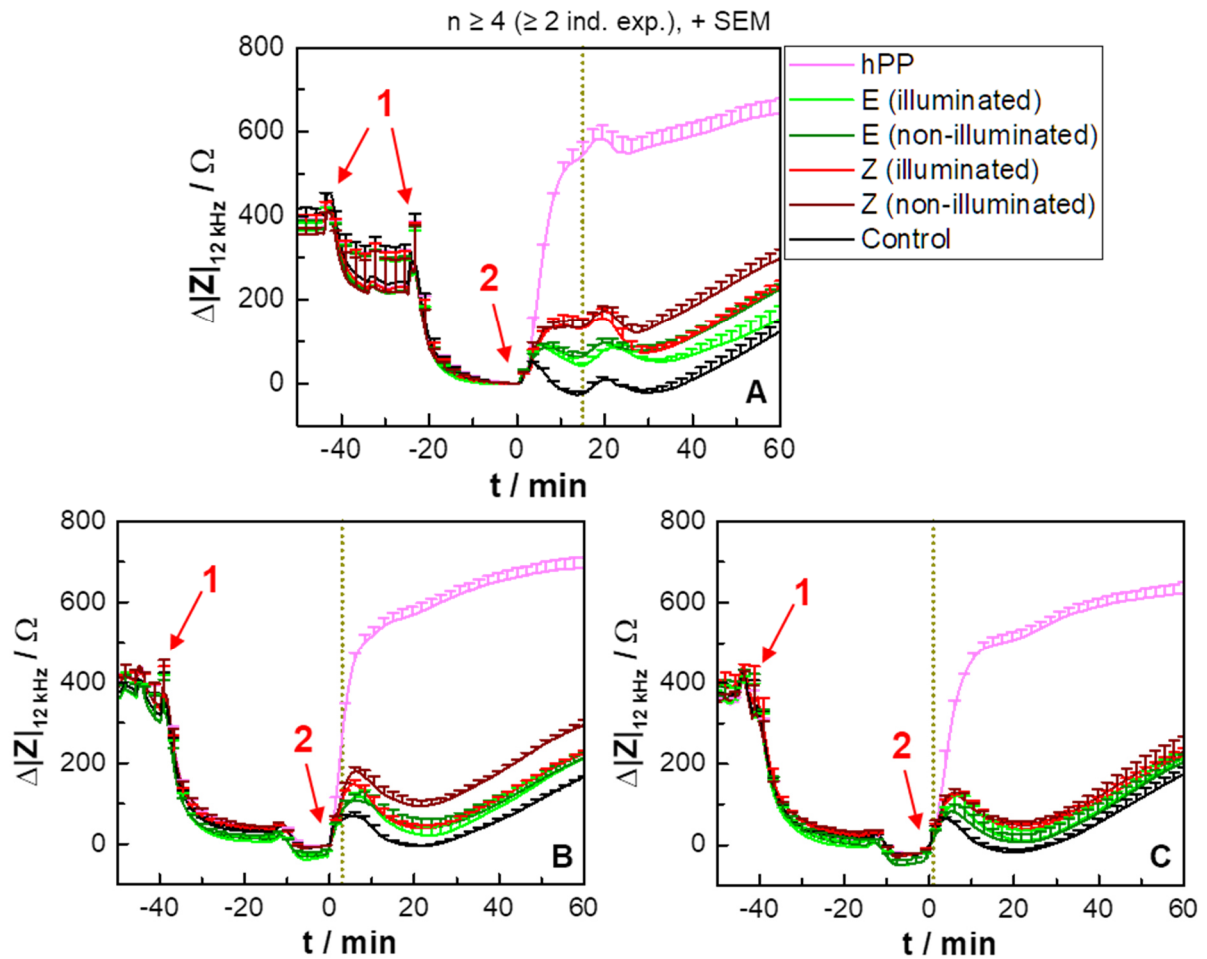 n ≥ 4 (≥ 2 ind. exp.), + SEM
800
600
400
200
0
Δ|Z|12 kHz / Ω
1
2
A
-40 -20 0 20 40 60
t / min
hPP
E (illuminated)
E (non-illuminated)
Z (illuminated)
Z (non-illuminated)
Control
800
600
400
200
0
Δ|Z|12 kHz / Ω
1
2
B
-40 -20 0 20 40 60
t / min
800
600
400
200
0
Δ|Z|12 kHz / Ω
1
2
C
-40 -20 0 20 40 60
t / min